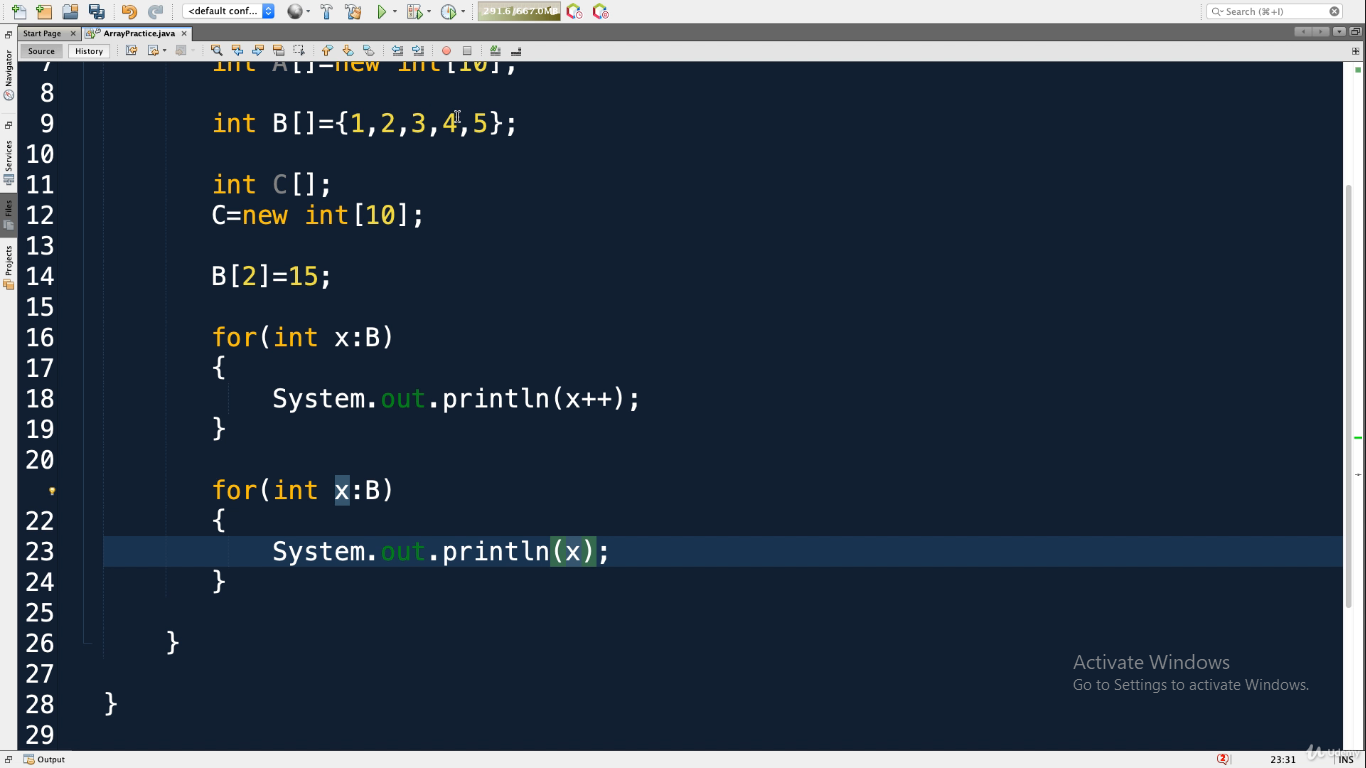 <default conf...
291.6/667.0MB
Search (⌘+I)
Start Page
ArrayPractice.java
Source
History
Navigator
Services
Files
Projects
7 int A[]=new int[10];
8
9 int B[]={1,2,3,4,5};
10
11 int C[];
12 C=new int[10];
13
14 B[2]=15;
15
16 for(int x:B)
17 {
18 System.out.println(x++);
19 }
20
for(int x:B)
22 {
23 System.out.println(x);
24 }
25
26 }
27
28 }
29
Activate Windows
Go to Settings to activate Windows.
Output
2
23:31
INS
Udemy